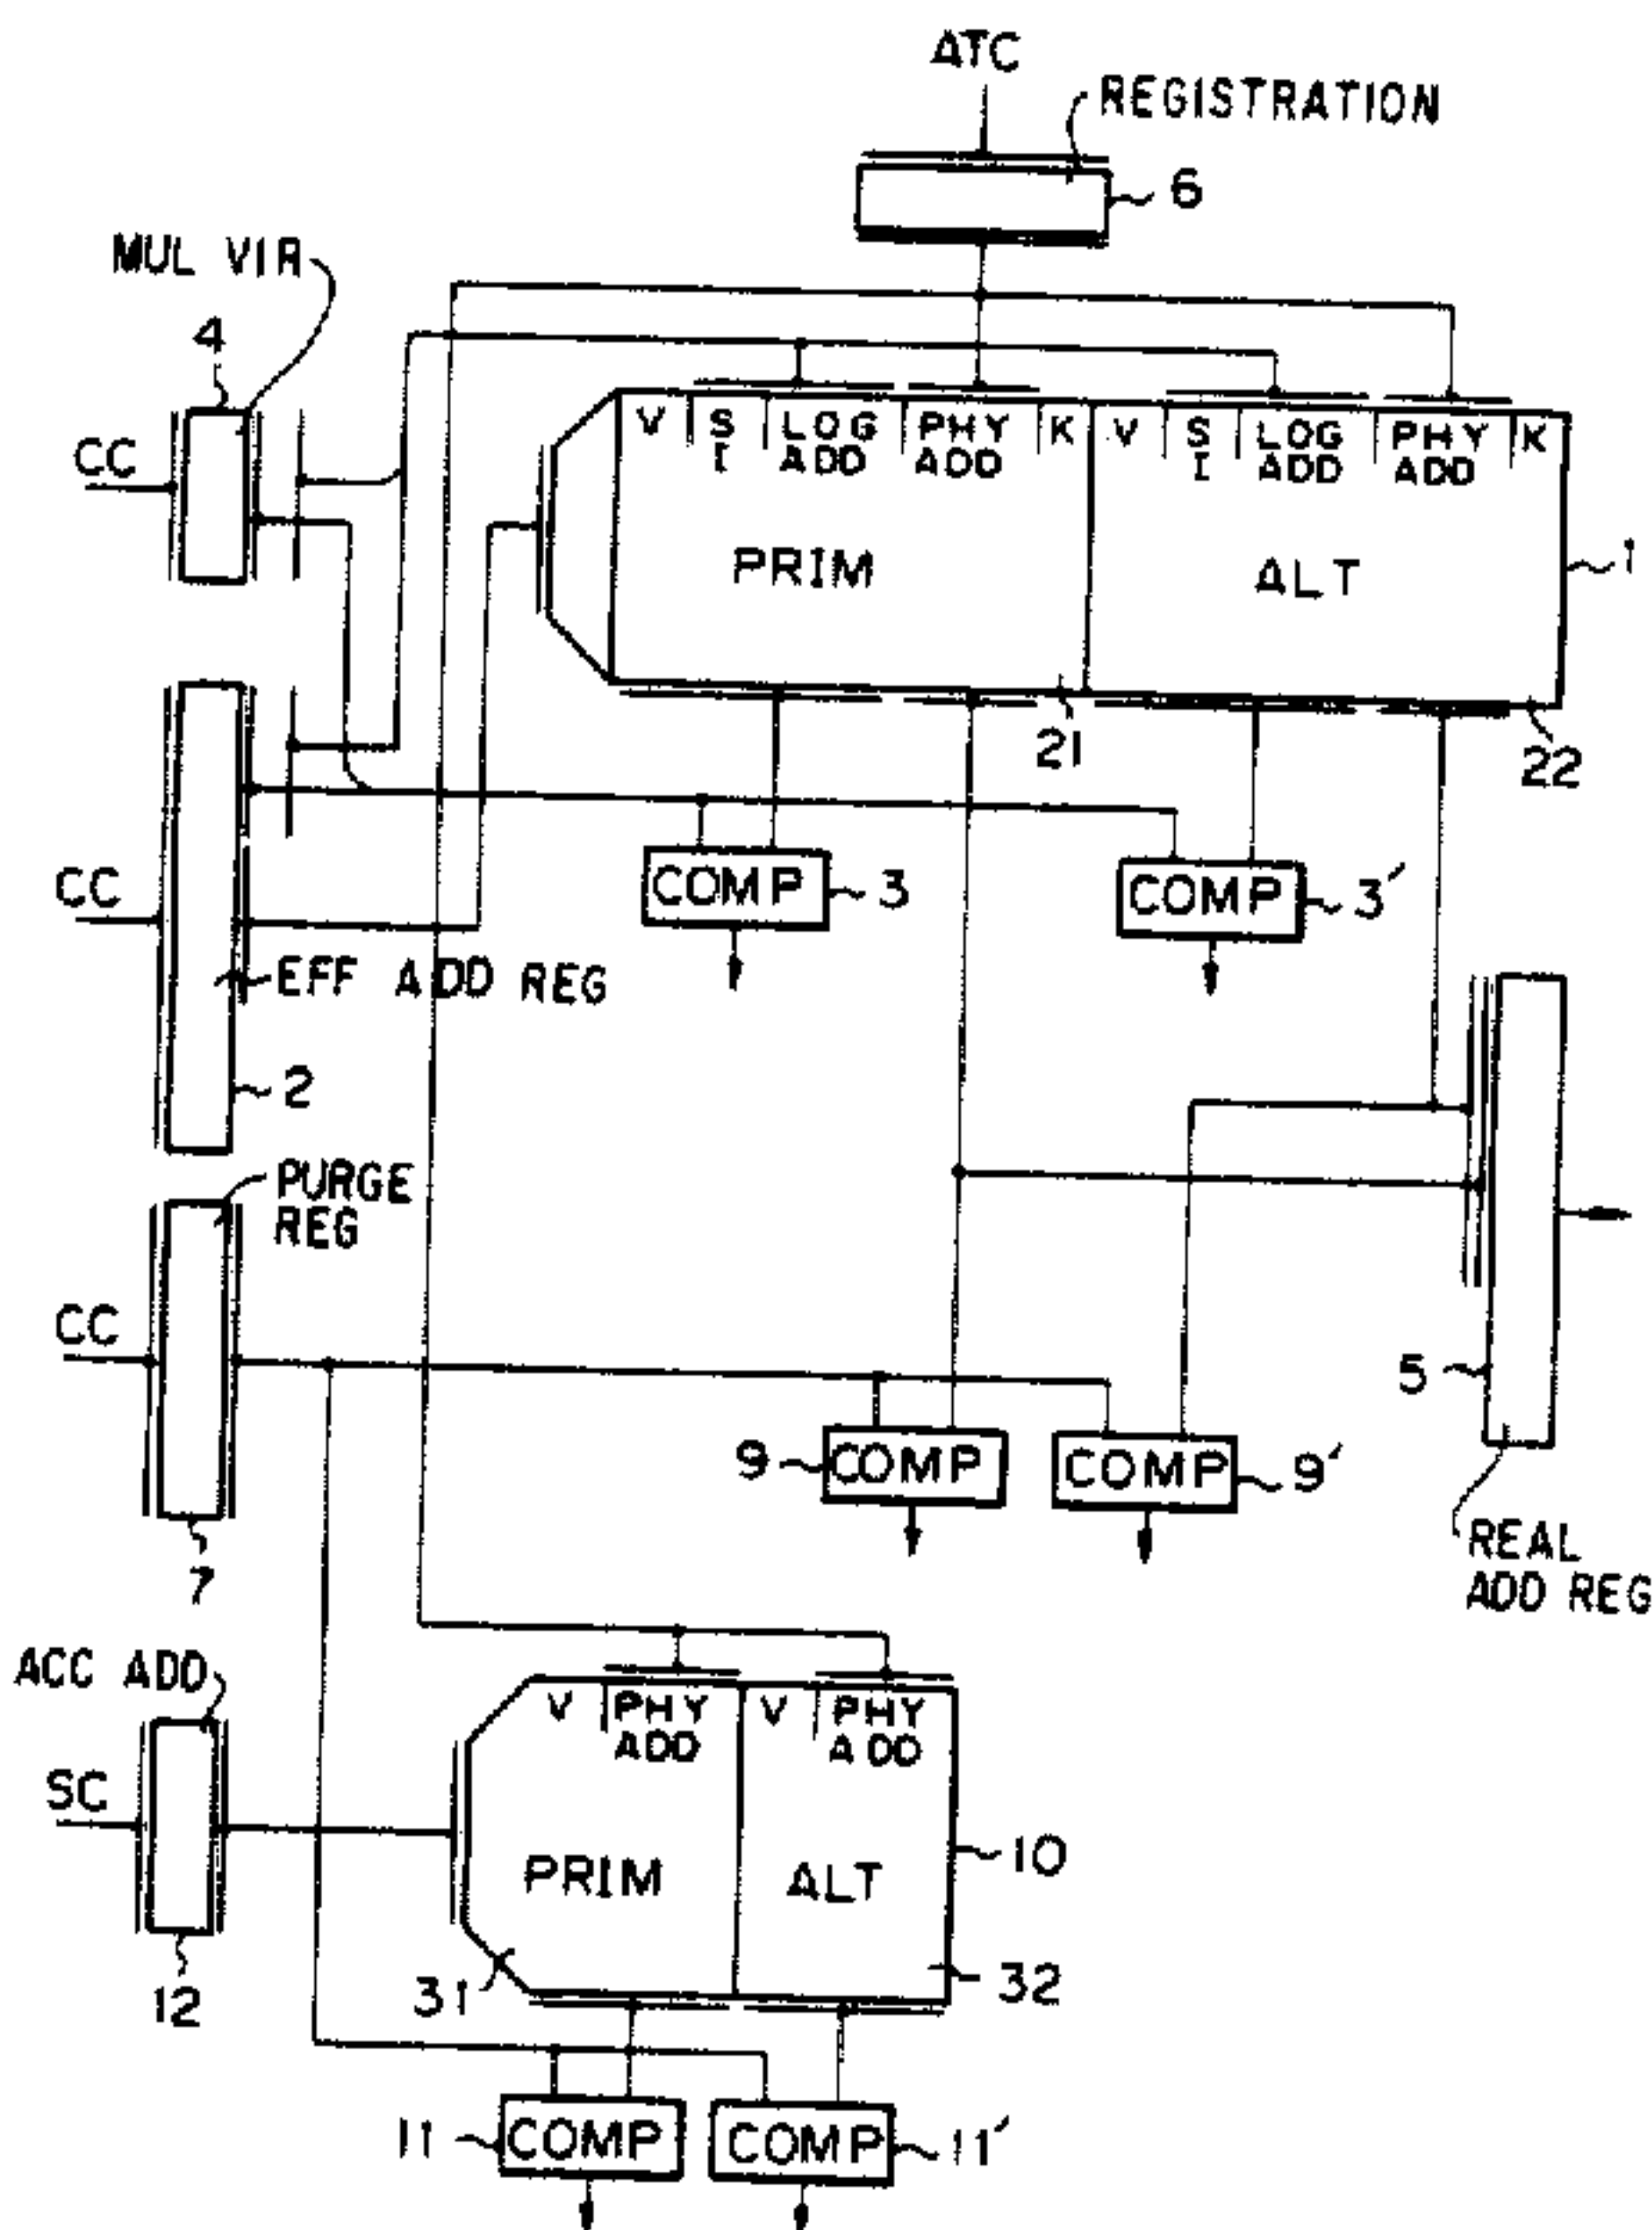 ATC
REGISTRATION
6
MUL VIR
4
CC
V S I LOG ADD PHY ADD K V S I LOG ADD PHY ADD K
PRIM
ALT
1
21
22
CC
COMP 3
COMP 3'
EFF ADD REG
2
PURGE
REG
CC
5
9 COMP
COMP 9'
7
REAL
ADD REG
ACC ADD
V PHY ADD V PHY ADD
SC
PRIM
ALT
10
31
32
12
11 COMP
COMP 11'